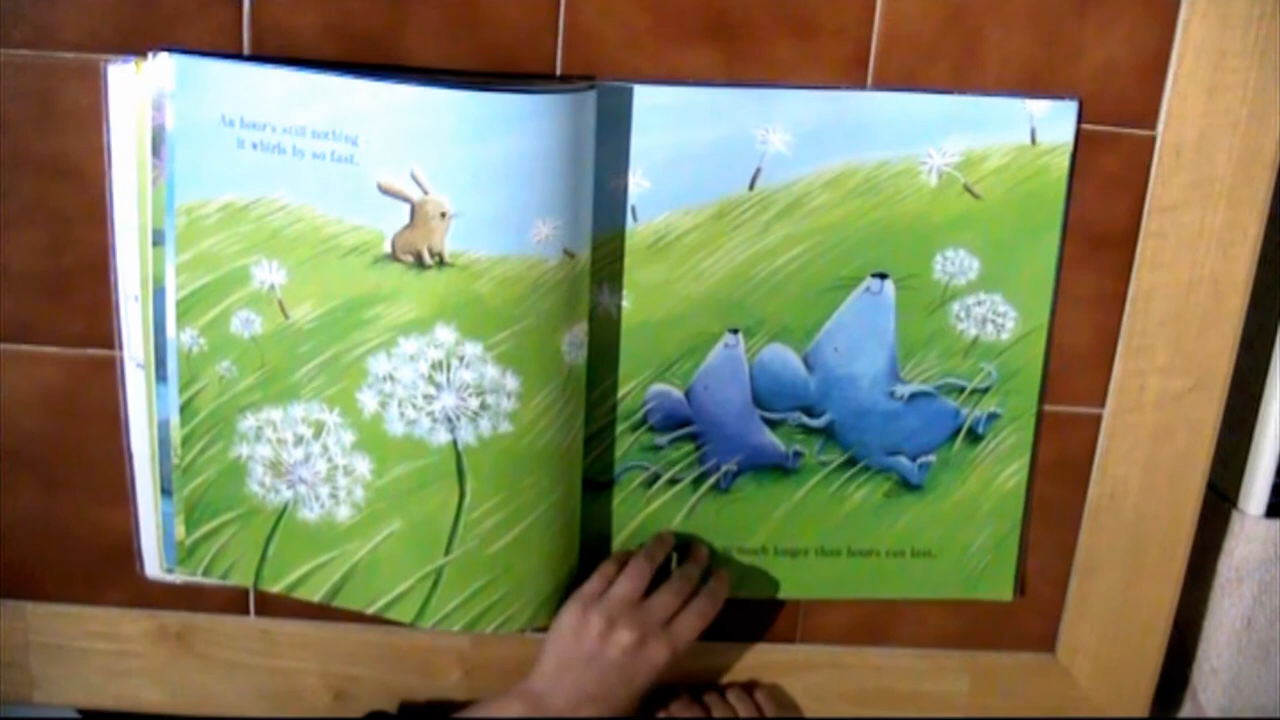 An hour's still nothing –
it whirls by so fast.
much longer than hours can last.